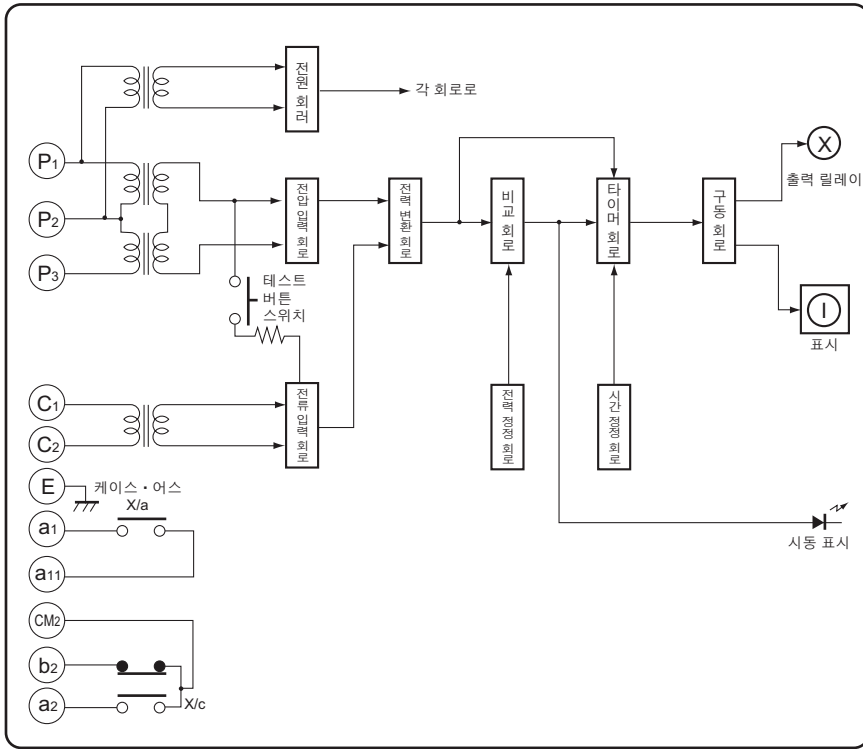 전원 회러
각 회로로
P1
P2
P3
전압 입력 회로
전력 변환 회로
비교 회로
타이머 회로
구동 회로
X
출력 릴레이
I
표시
테스트
버튼
스위치
C1
C2
전류 입력 회로
전력 정정 회로
시간 정정 회로
E
케이스・어스
X/a
a1
a11
시동 표시
CM2
b2
a2
X/c